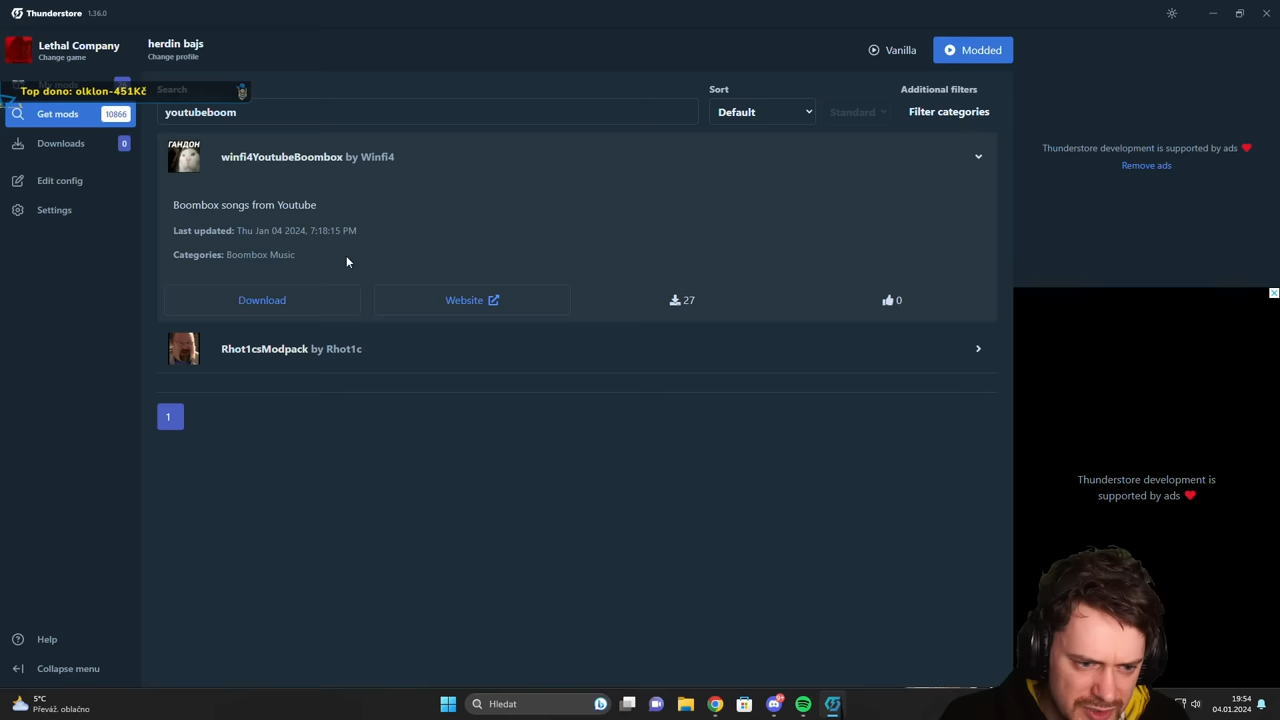 Thunderstore 1.36.0
Lethal Company
Change game
herdin bajs
Change profile
Vanilla
Modded
Top dono: olklon-451Kč
Search
Sort
Additional filters
Get mods
10866
youtubeboom
Default
Standard
Filter categories
Downloads
0
Edit config
Settings
ГАНДОН
winfi4YoutubeBoombox by Winfi4
Boombox songs from Youtube
Last updated: Thu Jan 04 2024, 7:18:15 PM
Categories: Boombox Music
Download
Website
27
0
Rhot1csModpack by Rhot1c
1
Thunderstore development is supported by ads
Remove ads
Thunderstore development is
supported by ads
Help
Collapse menu
5°C
Převáž. oblačno
Hledat
19:54
04.01.2024